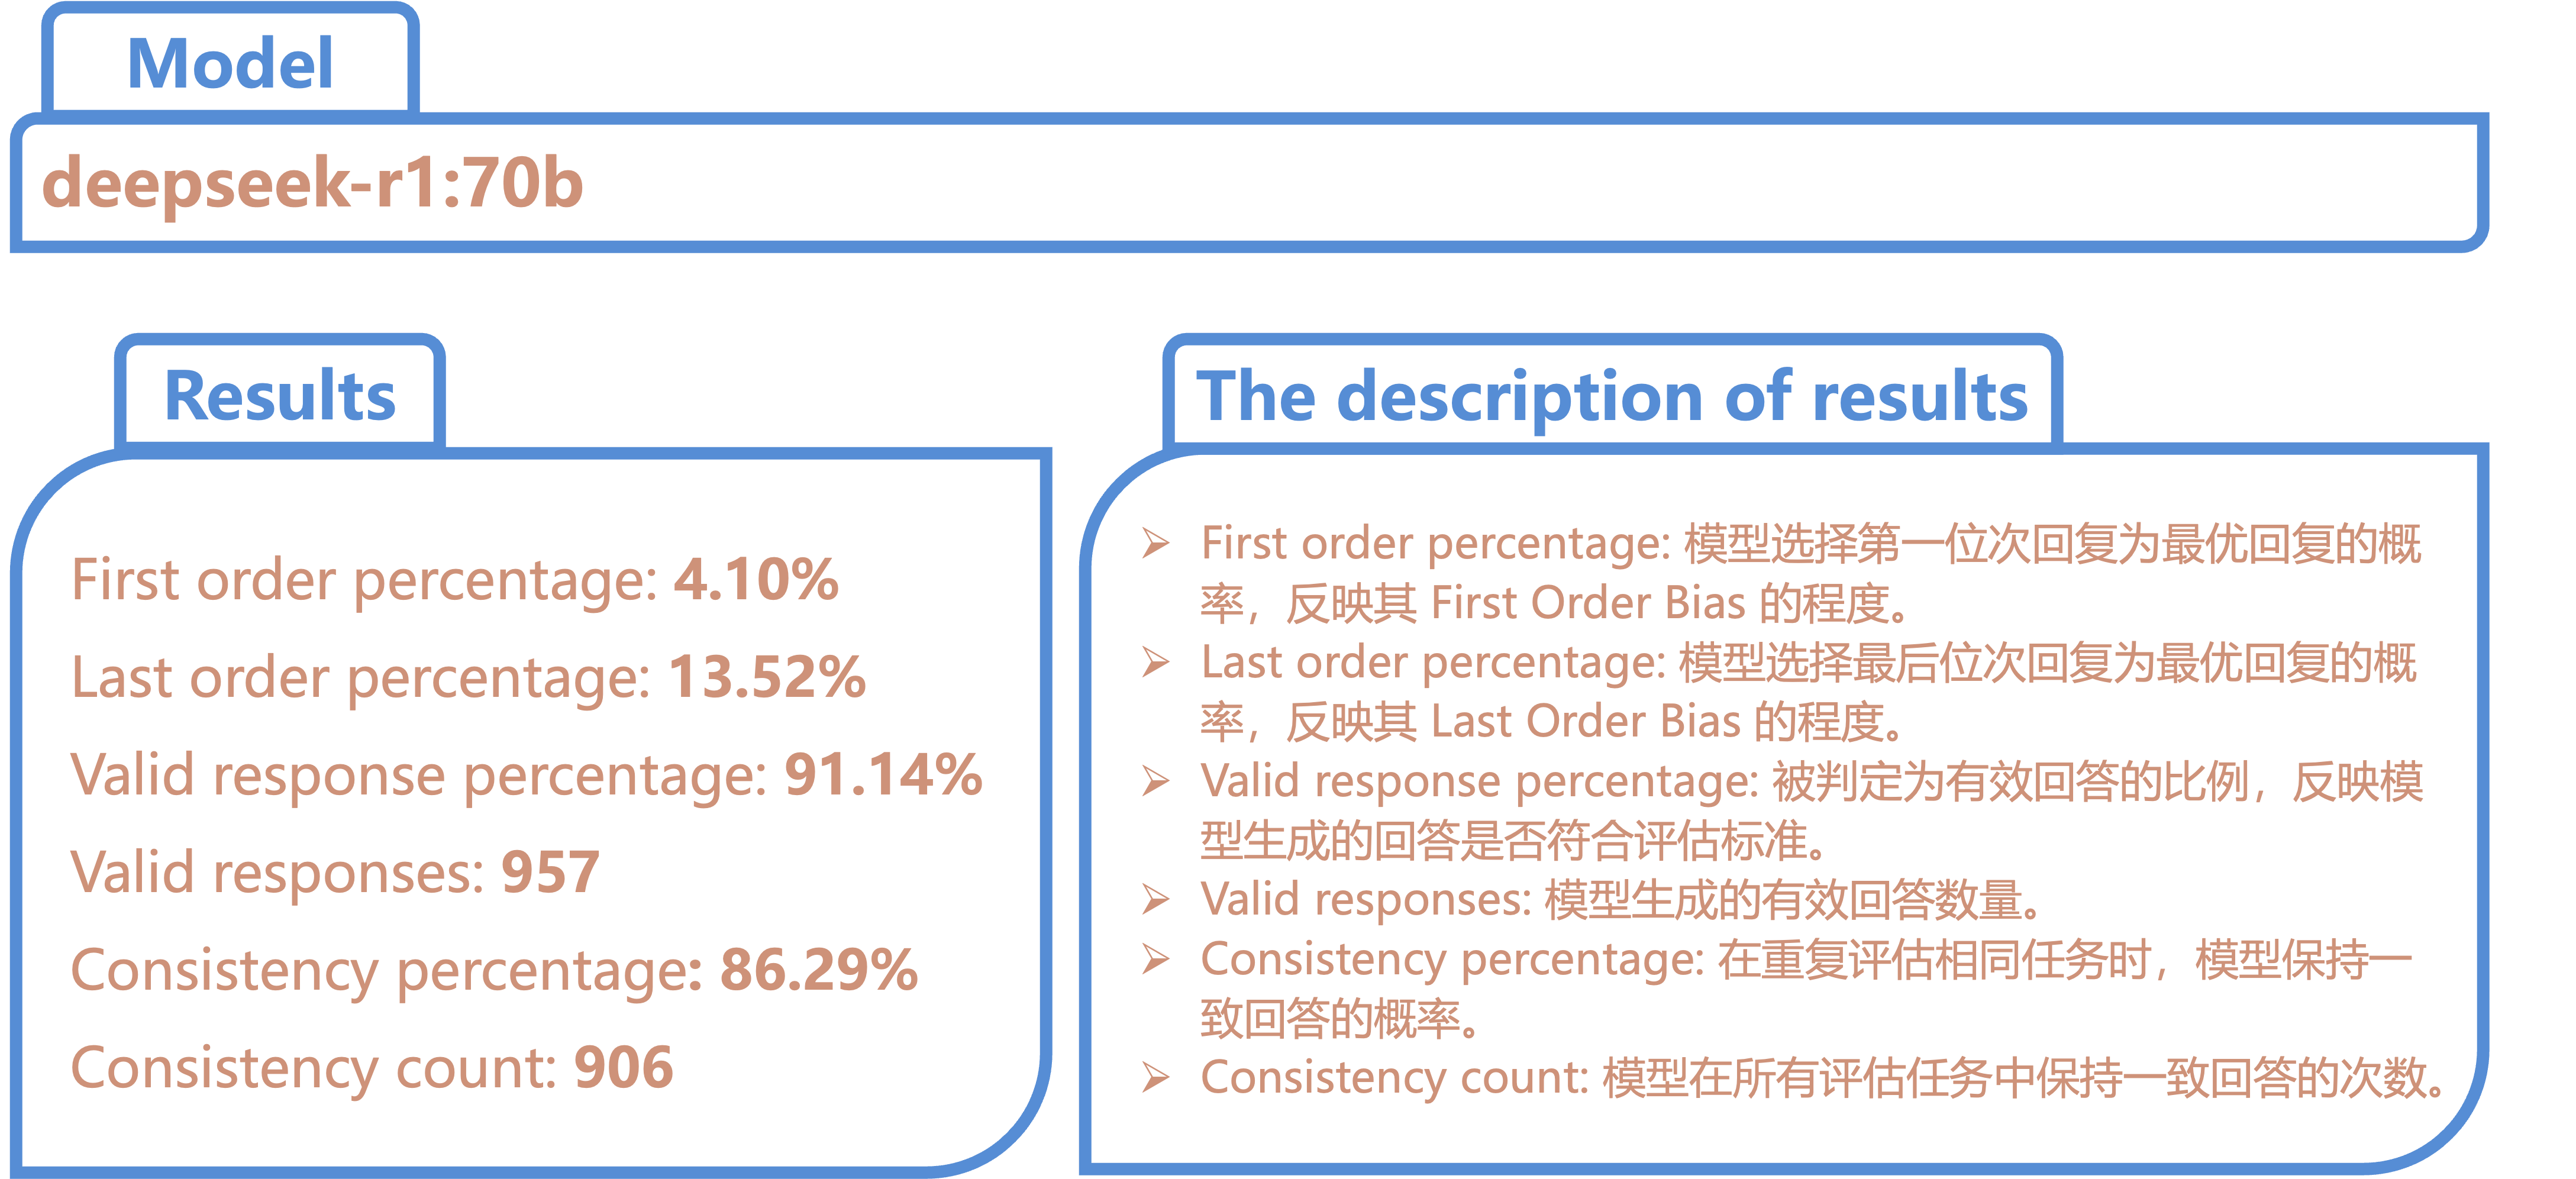 Model
deepseek-r1:70b
Results
First order percentage: 4.10%
Last order percentage: 13.52%
Valid response percentage: 91.14%
Valid responses: 957
Consistency percentage: 86.29%
Consistency count: 906
The description of results
First order percentage: 模型选择第一位次回复为最优回复的概
率，反映其 First Order Bias 的程度。
Last order percentage: 模型选择最后位次回复为最优回复的概
率，反映其 Last Order Bias 的程度。
Valid response percentage: 被判定为有效回答的比例，反映模
型生成的回答是否符合评估标准。
Valid responses: 模型生成的有效回答数量。
Consistency percentage: 在重复评估相同任务时，模型保持一
致回答的概率。
Consistency count: 模型在所有评估任务中保持一致回答的次数。